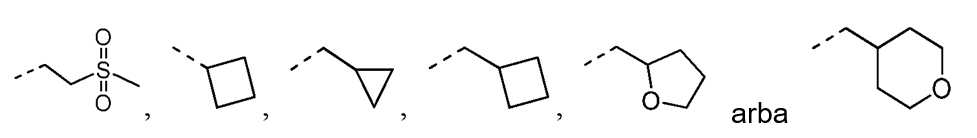 O S O , , , , O , arba O